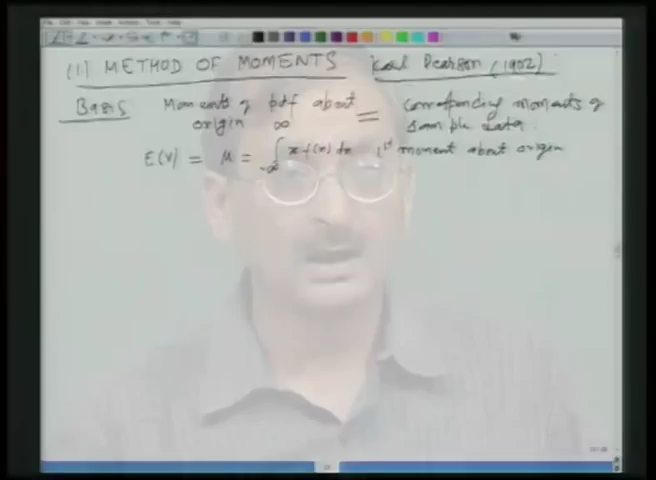 (1) METHOD OF MOMENTS Karl Pearson (1902)
Basis Moments of pdf about origin = corresponding moments of sample data.
E(X) = μ = ∫_{-∞}^{∞} x f(x) dx 1st moment about origin